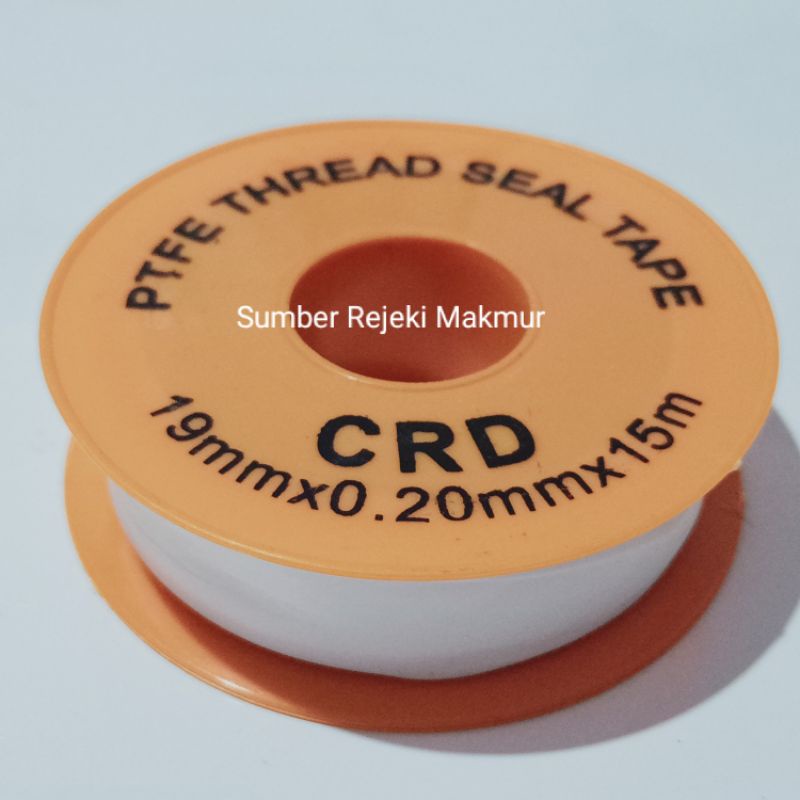 PTFE THREAD SEAL TAPE
Sumber Rejeki Makmur
CRD
19mmx0.20mmx15m